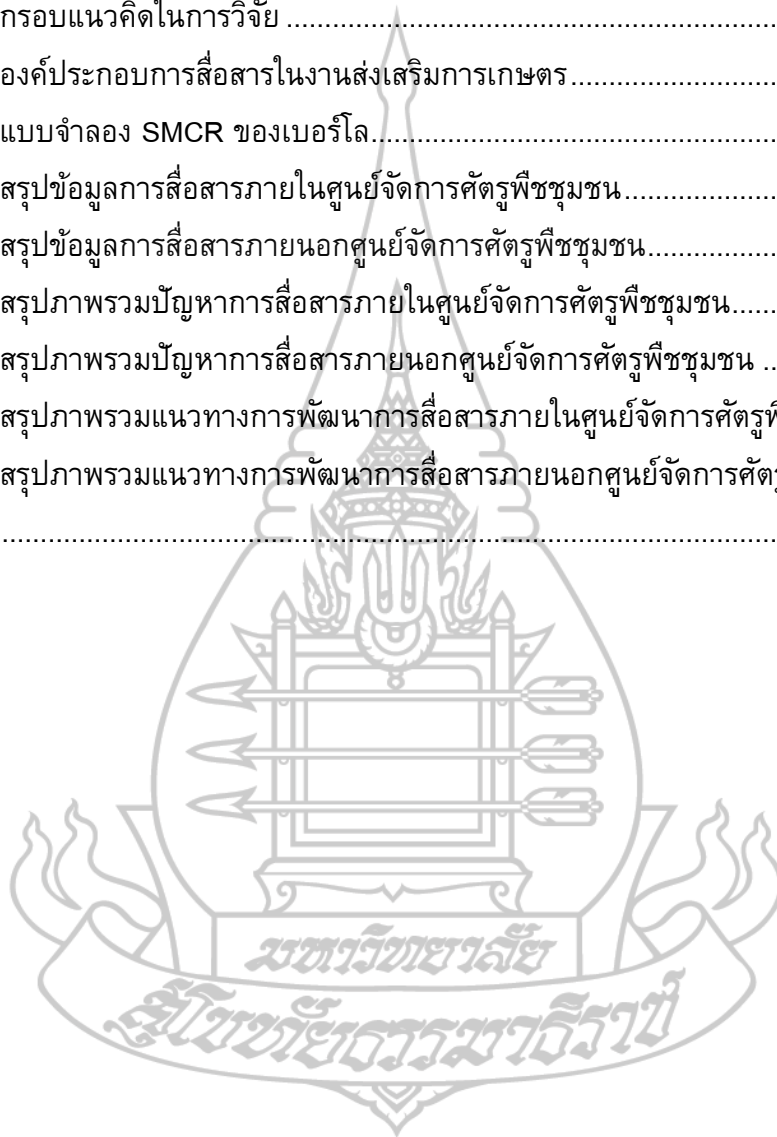 กรอบแนวคิดในการวิจัย ................................................................
องค์ประกอบการสื่อสารในงานส่งเสริมการเกษตร...........................
แบบจำลอง SMCR ของเบอร์โล.....................................................
สรุปข้อมูลการสื่อสารภายในศูนย์จัดการศัตรูพืชชุมชน....................
สรุปข้อมูลการสื่อสารภายนอกศูนย์จัดการศัตรูพืชชุมชน.................
สรุปภาพรวมปัญหาการสื่อสารภายในศูนย์จัดการศัตรูพืชชุมชน......
สรุปภาพรวมปัญหาการสื่อสารภายนอกศูนย์จัดการศัตรูพืชชุมชน ..
สรุปภาพรวมแนวทางการพัฒนาการสื่อสารภายในศูนย์จัดการศัตรูพื
สรุปภาพรวมแนวทางการพัฒนาการสื่อสารภายนอกศูนย์จัดการศัตรู
......................................................................................................
มหาวิทยาลัย
สุโขทัยธรรมาธิราช